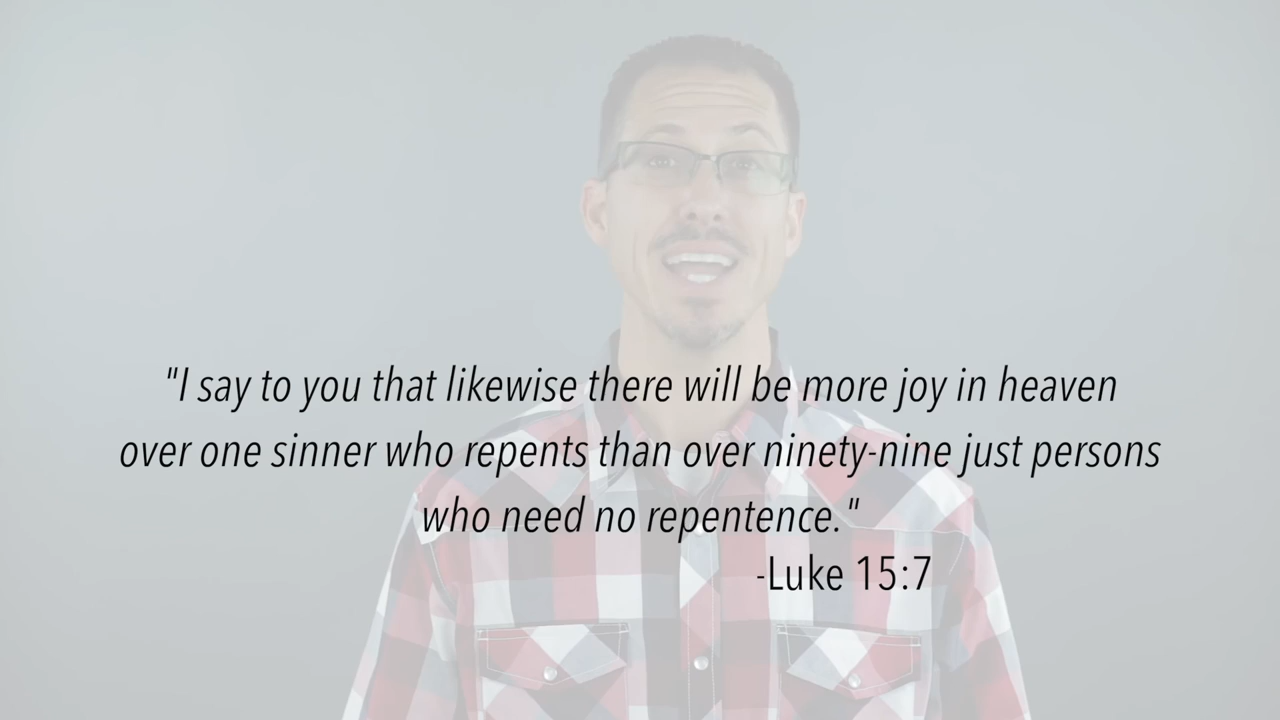 "I say to you that likewise there will be more joy in heaven
over one sinner who repents than over ninety-nine just persons
who need no repentence."
-Luke 15:7